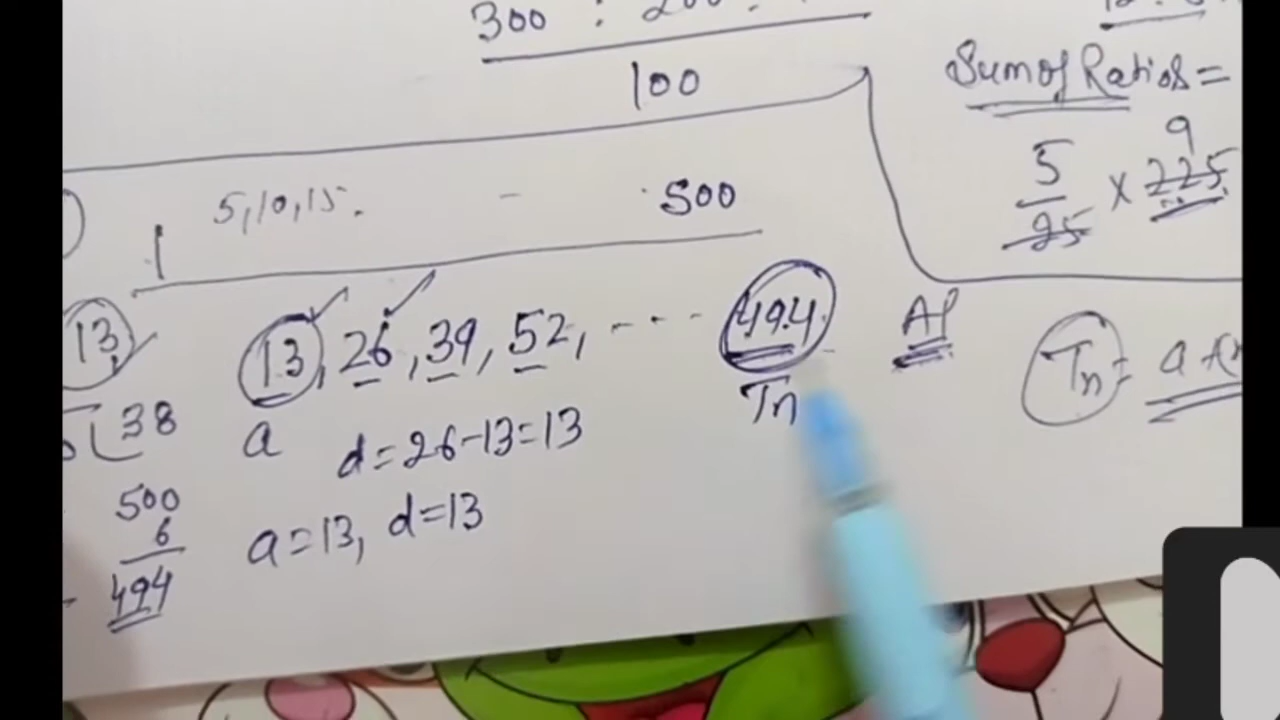 300 : 200 :
100
Sum of Ratios =
5/25 × 225
9
5, 10, 15. - 500
13
13, 26, 39, 52, ---- 494 AP
Tn = a +(n
a Tn
38
d = 26-13=13
500
6
494
a=13, d=13